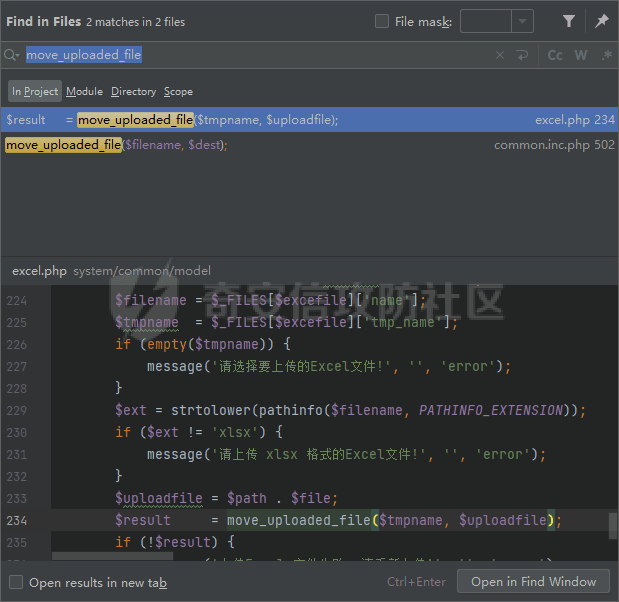 Find in Files 2 matches in 2 files File mask:
move_uploaded_file Cc W .*
In Project Module Directory Scope
$result = move_uploaded_file($tmpname, $uploadfile); excel.php 234
move_uploaded_file($filename, $dest); common.inc.php 502
excel.php system/common/model
奇安信攻防社区
224 $filename = $_FILES[$excefile]['name'];
225 $tmpname = $_FILES[$excefile]['tmp_name'];
226 if (empty($tmpname)) {
227 message('请选择要上传的Excel文件!', '', 'error');
228 }
229 $ext = strtolower(pathinfo($filename, PATHINFO_EXTENSION));
230 if ($ext != 'xlsx') {
231 message('请上传 xlsx 格式的Excel文件!', '', 'error');
232 }
233 $uploadfile = $path . $file;
234 $result = move_uploaded_file($tmpname, $uploadfile);
235 if (!$result) {
Open results in new tab Ctrl+Enter Open in Find Window